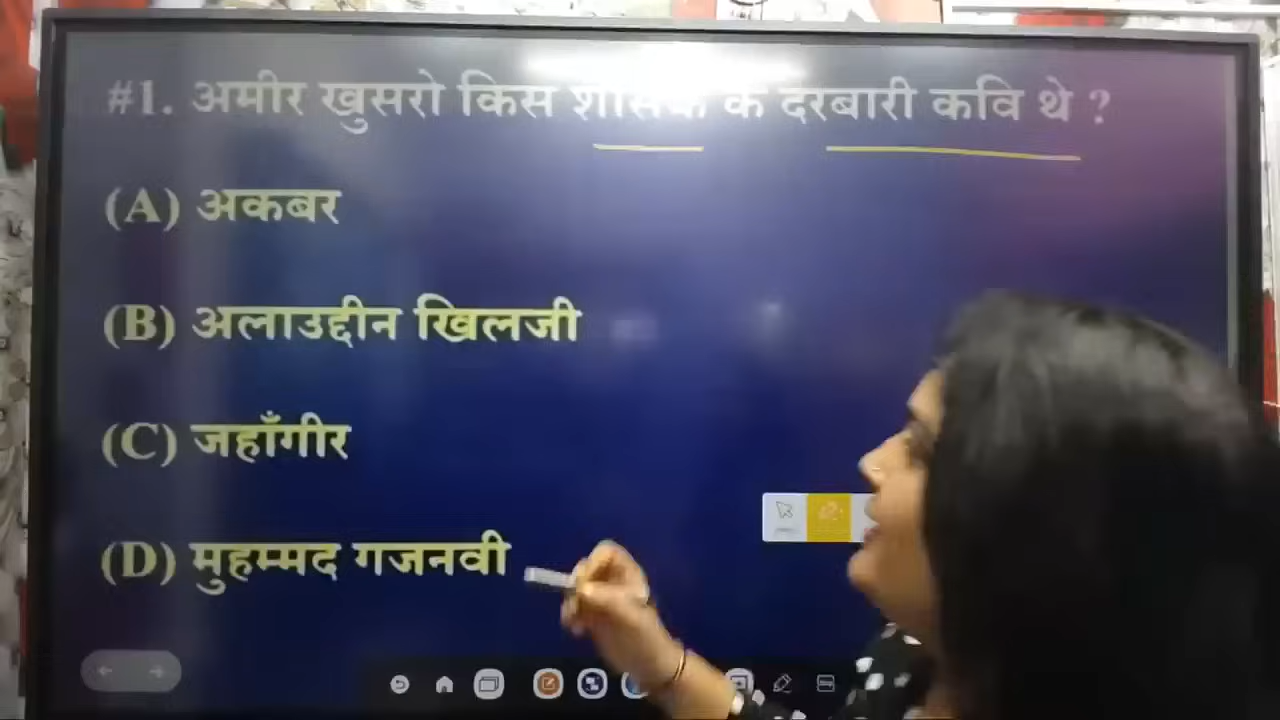 #1. अमीर खुसरो किस शासक के दरबारी कवि थे ?
(A) अकबर
(B) अलाउद्दीन खिलजी
(C) जहाँगीर
(D) मुहम्मद गजनवी